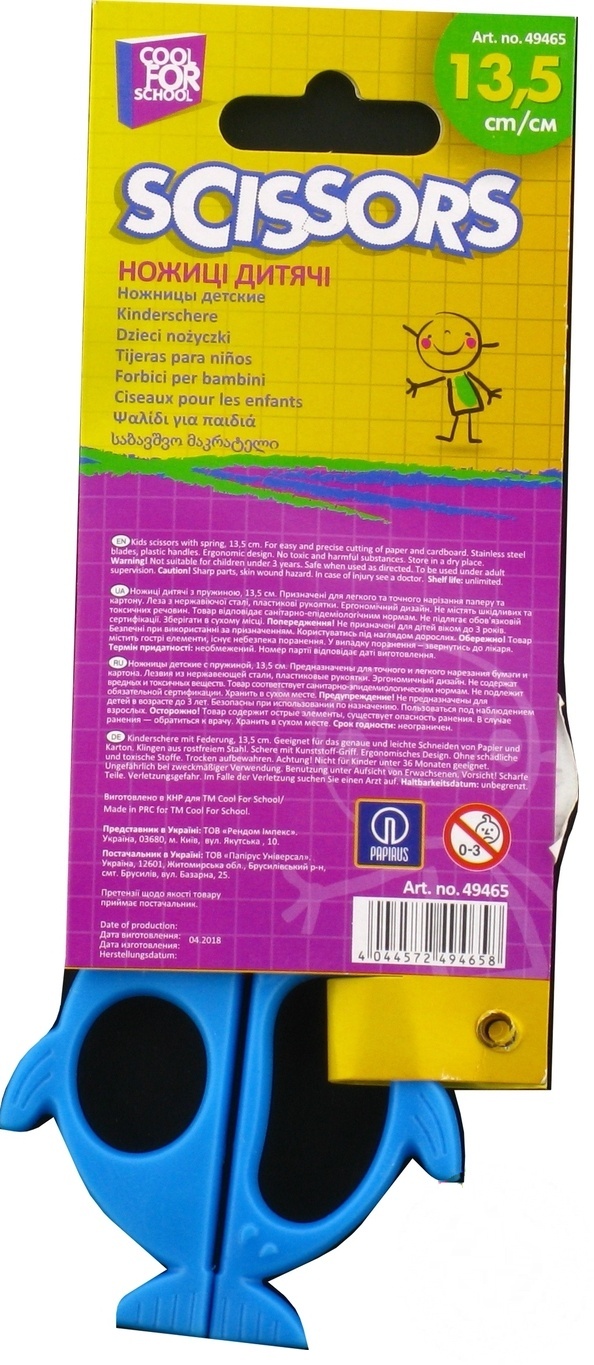 COOL
FOR
SCHOOL
Art. no. 49465
13,5
cm/см
SCISSORS
НОЖИЦІ ДИТЯЧІ
Ножницы детские
Kinderschere
Dzieci nożyczki
Tijeras para niños
Forbici per bambini
Ciseaux pour les enfants
Ψαλίδι για παιδιά
საბავშვო მაკრატელი
EN Kids scissors with spring, 13,5 cm. For easy and precise cutting of paper and cardboard. Stainless steel
blades, plastic handles. Ergonomic design. No toxic and harmful substances. Store in a dry place.
Warning! Not suitable for children under 3 years. Safe when used as directed. To be used under adult
supervision. Caution! Sharp parts, skin wound hazard. In case of injury see a doctor. Shelf life: unlimited.
UA Ножиці дитячі з пружиною, 13,5 см. Призначені для легкого та точного нарізання паперу та
картону. Леза з нержавіючої сталі, пластикові рукоятки. Ергономічний дизайн. Не містять шкідливих та
токсичних речовин. Товар відповідає санітарно-епідеміологічним нормам. Не підлягає обов'язковій
сертифікації. Зберігати в сухому місці. Попередження! Не призначені для дітей віком до 3 років.
Безпечні при використанні за призначенням. Користуватись під наглядом дорослих. Обережно! Товар
містить гострі елементи, існує небезпека поранення. У випадку поранення – звернутись до лікаря.
Термін придатності: необмежений. Номер партії відповідає даті виготовлення.
RU Ножницы детские с пружиной, 13,5 см. Предназначены для точного и легкого нарезания бумаги и
картона. Лезвия из нержавеющей стали, пластиковые рукоятки. Эргономичный дизайн. Не содержат
вредных и токсичных веществ. Товар соответствует санитарно-эпидемиологическим нормам. Не подлежит
обязательной сертификации. Хранить в сухом месте. Предупреждение! Не предназначены для
детей в возрасте до 3 лет. Безопасны при использовании по назначению. Пользоваться под наблюдением
взрослых. Осторожно! Товар содержит острые элементы, существует опасность ранения. В случае
ранения — обратиться к врачу. Хранить в сухом месте. Срок годности: неограничен.
DE Kinderschere mit Federung, 13,5 cm. Geeignet für das genaue und leichte Schneiden von Papier und
Karton. Klingen aus rostfreiem Stahl. Schere mit Kunststoff-Griff. Ergonomisches Design. Ohne schädliche
und toxische Stoffe. Trocken aufbewahren. Achtung! Nicht für Kinder unter 36 Monaten geeignet.
Ungefährlich bei zweckmäßiger Verwendung. Benutzung unter Aufsicht von Erwachsenen. Vorsicht! Scharfe
Teile. Verletzungsgefahr. Im Falle der Verletzung suchen Sie einen Arzt auf. Haltbarkeitsdatum: unbegrenzt.
Виготовлено в КНР для ТМ Cool For School/
Made in PRC for TM Cool For School.
Представник в Україні: ТОВ «Рендом Імпекс».
Україна, 03680, м. Київ, вул. Якутська , 10.
Постачальник в Україні: ТОВ «Папірус Універсал».
Україна, 12601, Житомирська обл., Брусилівський р-н,
смт. Брусилів, вул. Базарна, 25.
Претензії щодо якості товару
приймає постачальник.
PAPIRUS
0-3
Art. no. 49465
4 044572 494658
Date of production:
Дата виготовлення:
Дата изготовления:
Herstellungsdatum:
04.2018